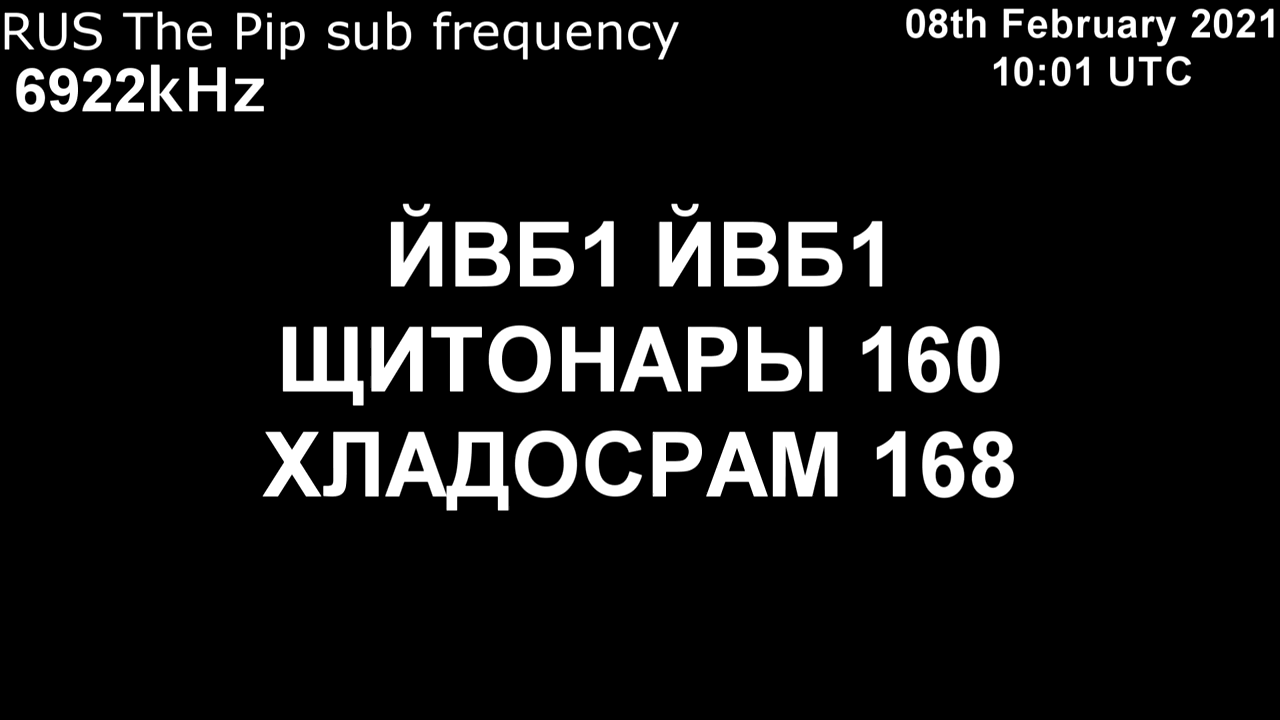 RUS The Pip sub frequency
6922kHz
08th February 2021
10:01 UTC
ЙВБ1 ЙВБ1
ЩИТОНАРЫ 160
ХЛАДОСРАМ 168